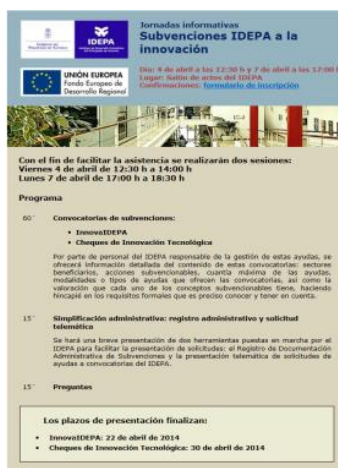 IDEPA
UNIÓN EUROPEA
Fondo Europeo de
Desarrollo Regional
Jornadas informativas
Subvenciones IDEPA a la
innovación
Día: 4 de abril a las 12:30 h y 7 de abril a las 17:00 h
Lugar: Salón de actos del IDEPA
Confirmaciones: formulario de inscripción
Con el fin de facilitar la asistencia se realizarán dos sesiones:
Viernes 4 de abril de 12:30 h a 14:00 h
Lunes 7 de abril de 17:00 h a 18:30 h
Programa
60´ Convocatorias de subvenciones:
• InnovaIDEPA
• Cheques de Innovación Tecnológica
Por parte de personal del IDEPA responsable de la gestión de estas ayudas, se
ofrecerá información detallada del contenido de estas convocatorias: sectores
beneficiarios, acciones subvencionables, cuantía máxima de las ayudas,
modalidades o tipos de ayudas que ofrecen las convocatorias, así como la
valoración que cada uno de los conceptos subvencionables tiene, haciendo
hincapié en los requisitos formales que es preciso conocer y tener en cuenta.
15´ Simplificación administrativa: registro administrativo y solicitud
telemática
Se hará una breve presentación de dos herramientas puestas en marcha por el
IDEPA para facilitar la presentación de solicitudes: el Registro de Documentación
Administrativa de Subvenciones y la presentación telemática de solicitudes de
ayudas a convocatorias del IDEPA.
15´ Preguntas
Los plazos de presentación finalizan:
• InnovaIDEPA: 22 de abril de 2014
• Cheques de Innovación Tecnológica: 30 de abril de 2014